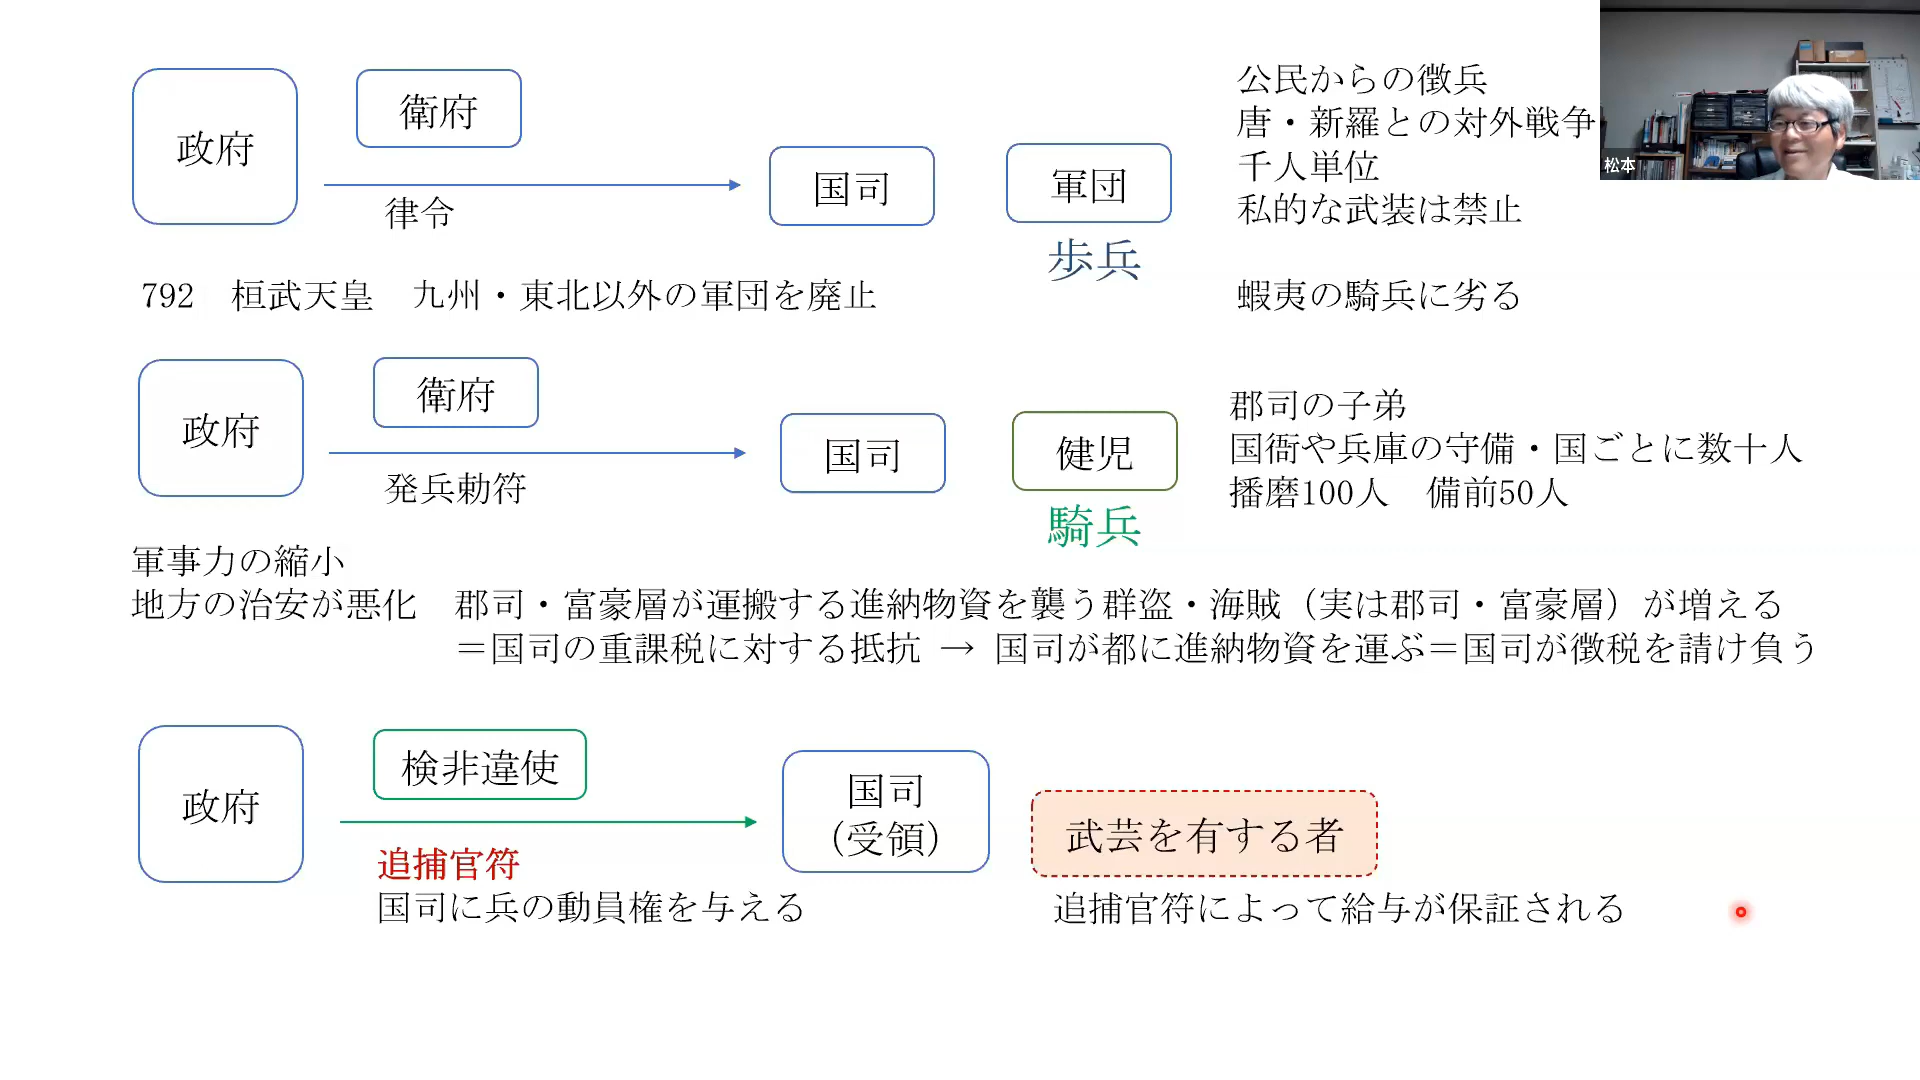 政府
衛府
律令
国司
軍団
歩兵
公民からの徴兵
唐・新羅との対外戦争
千人単位
私的な武装は禁止
松本
792 桓武天皇 九州・東北以外の軍団を廃止
蝦夷の騎兵に劣る
政府
衛府
発兵勅符
国司
健児
騎兵
郡司の子弟
国衙や兵庫の守備・国ごとに数十人
播磨100人 備前50人
軍事力の縮小
地方の治安が悪化 郡司・富豪層が運搬する進納物資を襲う群盗・海賊（実は郡司・富豪層）が増える
＝国司の重課税に対する抵抗 → 国司が都に進納物資を運ぶ＝国司が徴税を請け負う
政府
検非違使
追捕官符
国司に兵の動員権を与える
国司
（受領）
武芸を有する者
追捕官符によって給与が保証される